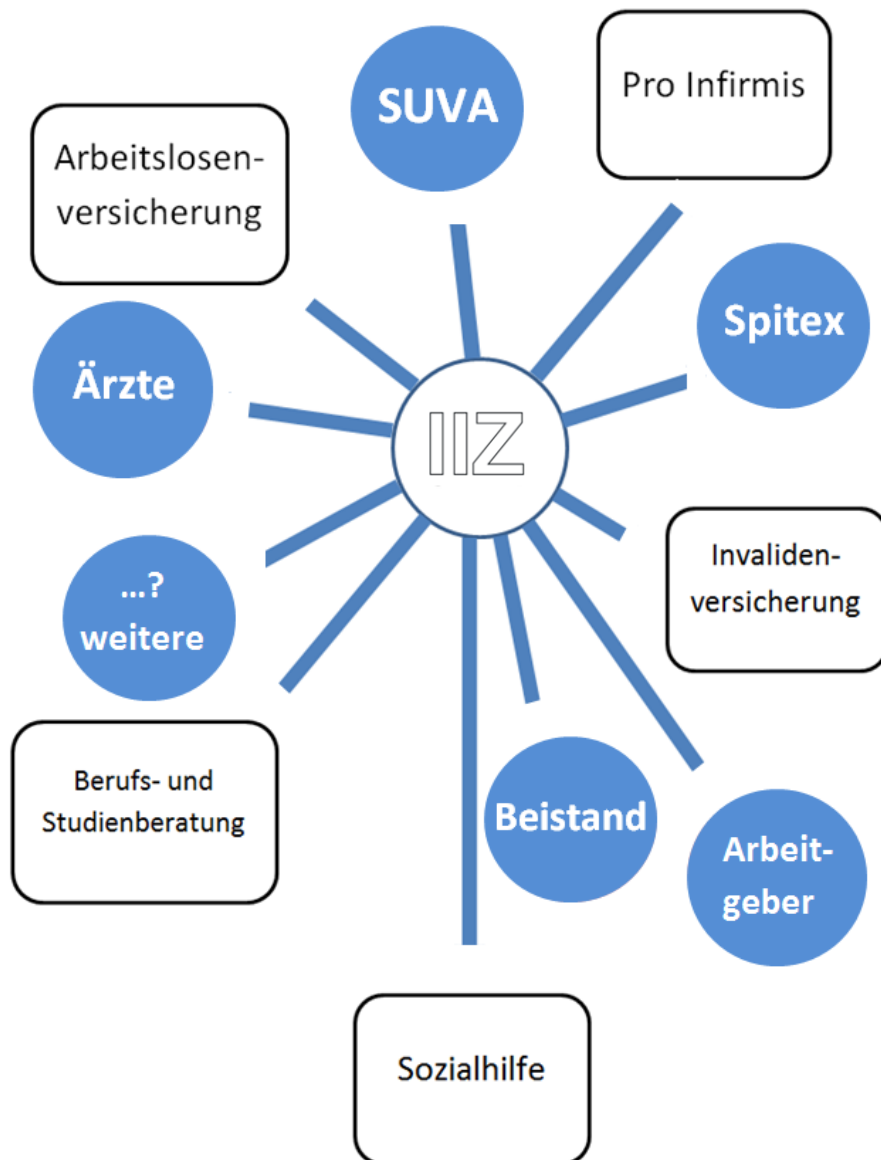 SUVA
Pro Infirmis
Arbeitslosen-
versicherung
Spitex
Ärzte
IIZ
Invaliden-
versicherung
...?
weitere
Berufs- und
Studienberatung
Beistand
Arbeit-
geber
Sozialhilfe